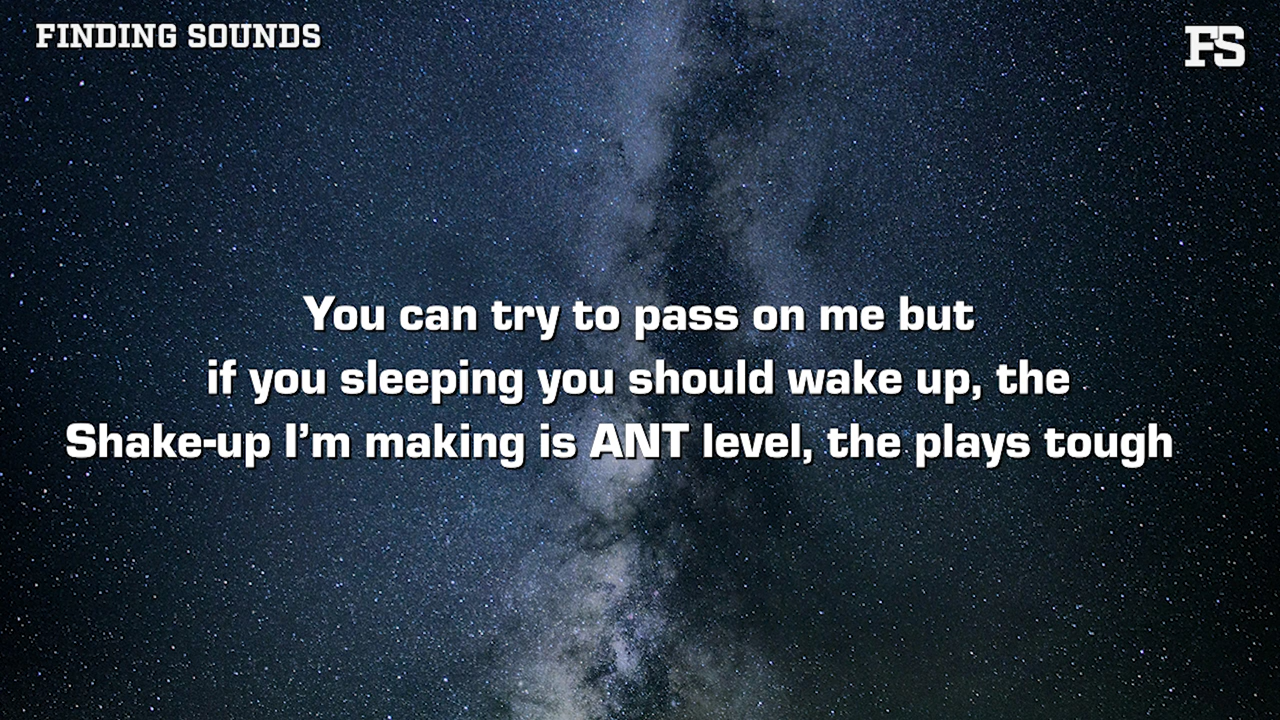 FINDING SOUNDS
FS
You can try to pass on me but
if you sleeping you should wake up, the
Shake-up I’m making is ANT level, the plays tough